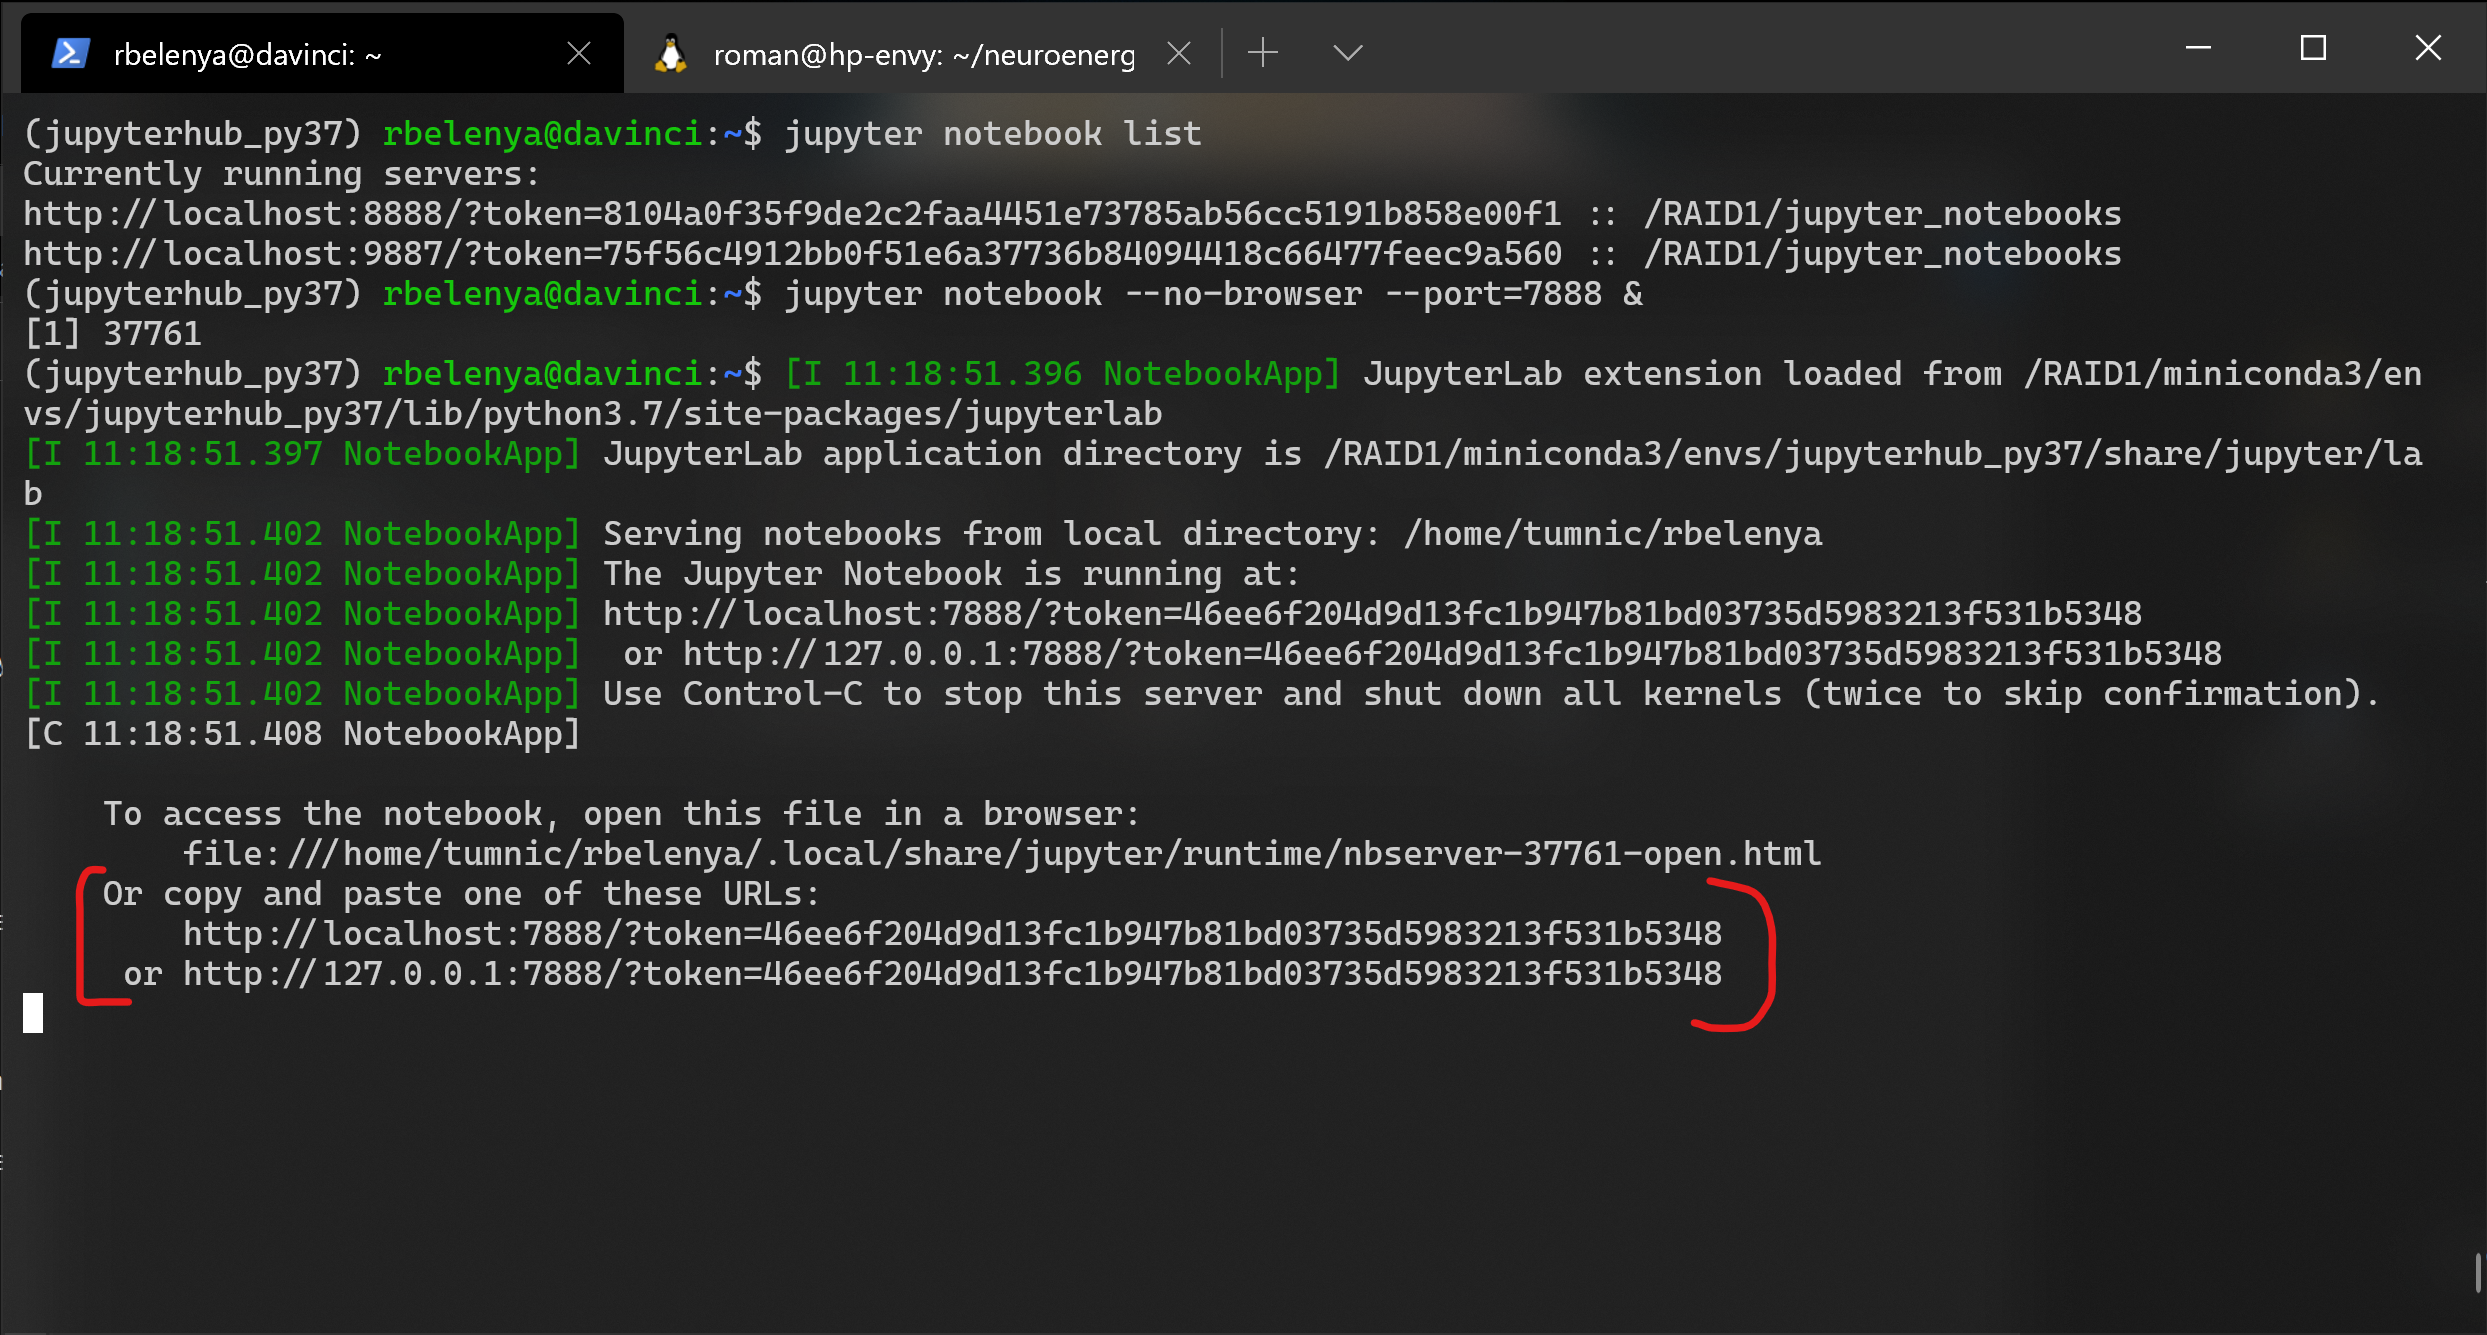 rbelenya@davinci: ~
roman@hp-envy: ~/neuroenerg
(jupyterhub_py37) rbelenya@davinci:~$ jupyter notebook list
Currently running servers:
http://localhost:8888/?token=8104a0f35f9de2c2faa4451e73785ab56cc5191b858e00f1 :: /RAID1/jupyter_notebooks
http://localhost:9887/?token=75f56c4912bb0f51e6a37736b84094418c66477feec9a560 :: /RAID1/jupyter_notebooks
(jupyterhub_py37) rbelenya@davinci:~$ jupyter notebook --no-browser --port=7888 &
[1] 37761
(jupyterhub_py37) rbelenya@davinci:~$ [I 11:18:51.396 NotebookApp] JupyterLab extension loaded from /RAID1/miniconda3/en
vs/jupyterhub_py37/lib/python3.7/site-packages/jupyterlab
[I 11:18:51.397 NotebookApp] JupyterLab application directory is /RAID1/miniconda3/envs/jupyterhub_py37/share/jupyter/la
b
[I 11:18:51.402 NotebookApp] Serving notebooks from local directory: /home/tumnic/rbelenya
[I 11:18:51.402 NotebookApp] The Jupyter Notebook is running at:
[I 11:18:51.402 NotebookApp] http://localhost:7888/?token=46ee6f204d9d13fc1b947b81bd03735d5983213f531b5348
[I 11:18:51.402 NotebookApp]  or http://127.0.0.1:7888/?token=46ee6f204d9d13fc1b947b81bd03735d5983213f531b5348
[I 11:18:51.402 NotebookApp] Use Control-C to stop this server and shut down all kernels (twice to skip confirmation).
[C 11:18:51.408 NotebookApp]
To access the notebook, open this file in a browser:
file:///home/tumnic/rbelenya/.local/share/jupyter/runtime/nbserver-37761-open.html
Or copy and paste one of these URLs:
http://localhost:7888/?token=46ee6f204d9d13fc1b947b81bd03735d5983213f531b5348
or http://127.0.0.1:7888/?token=46ee6f204d9d13fc1b947b81bd03735d5983213f531b5348